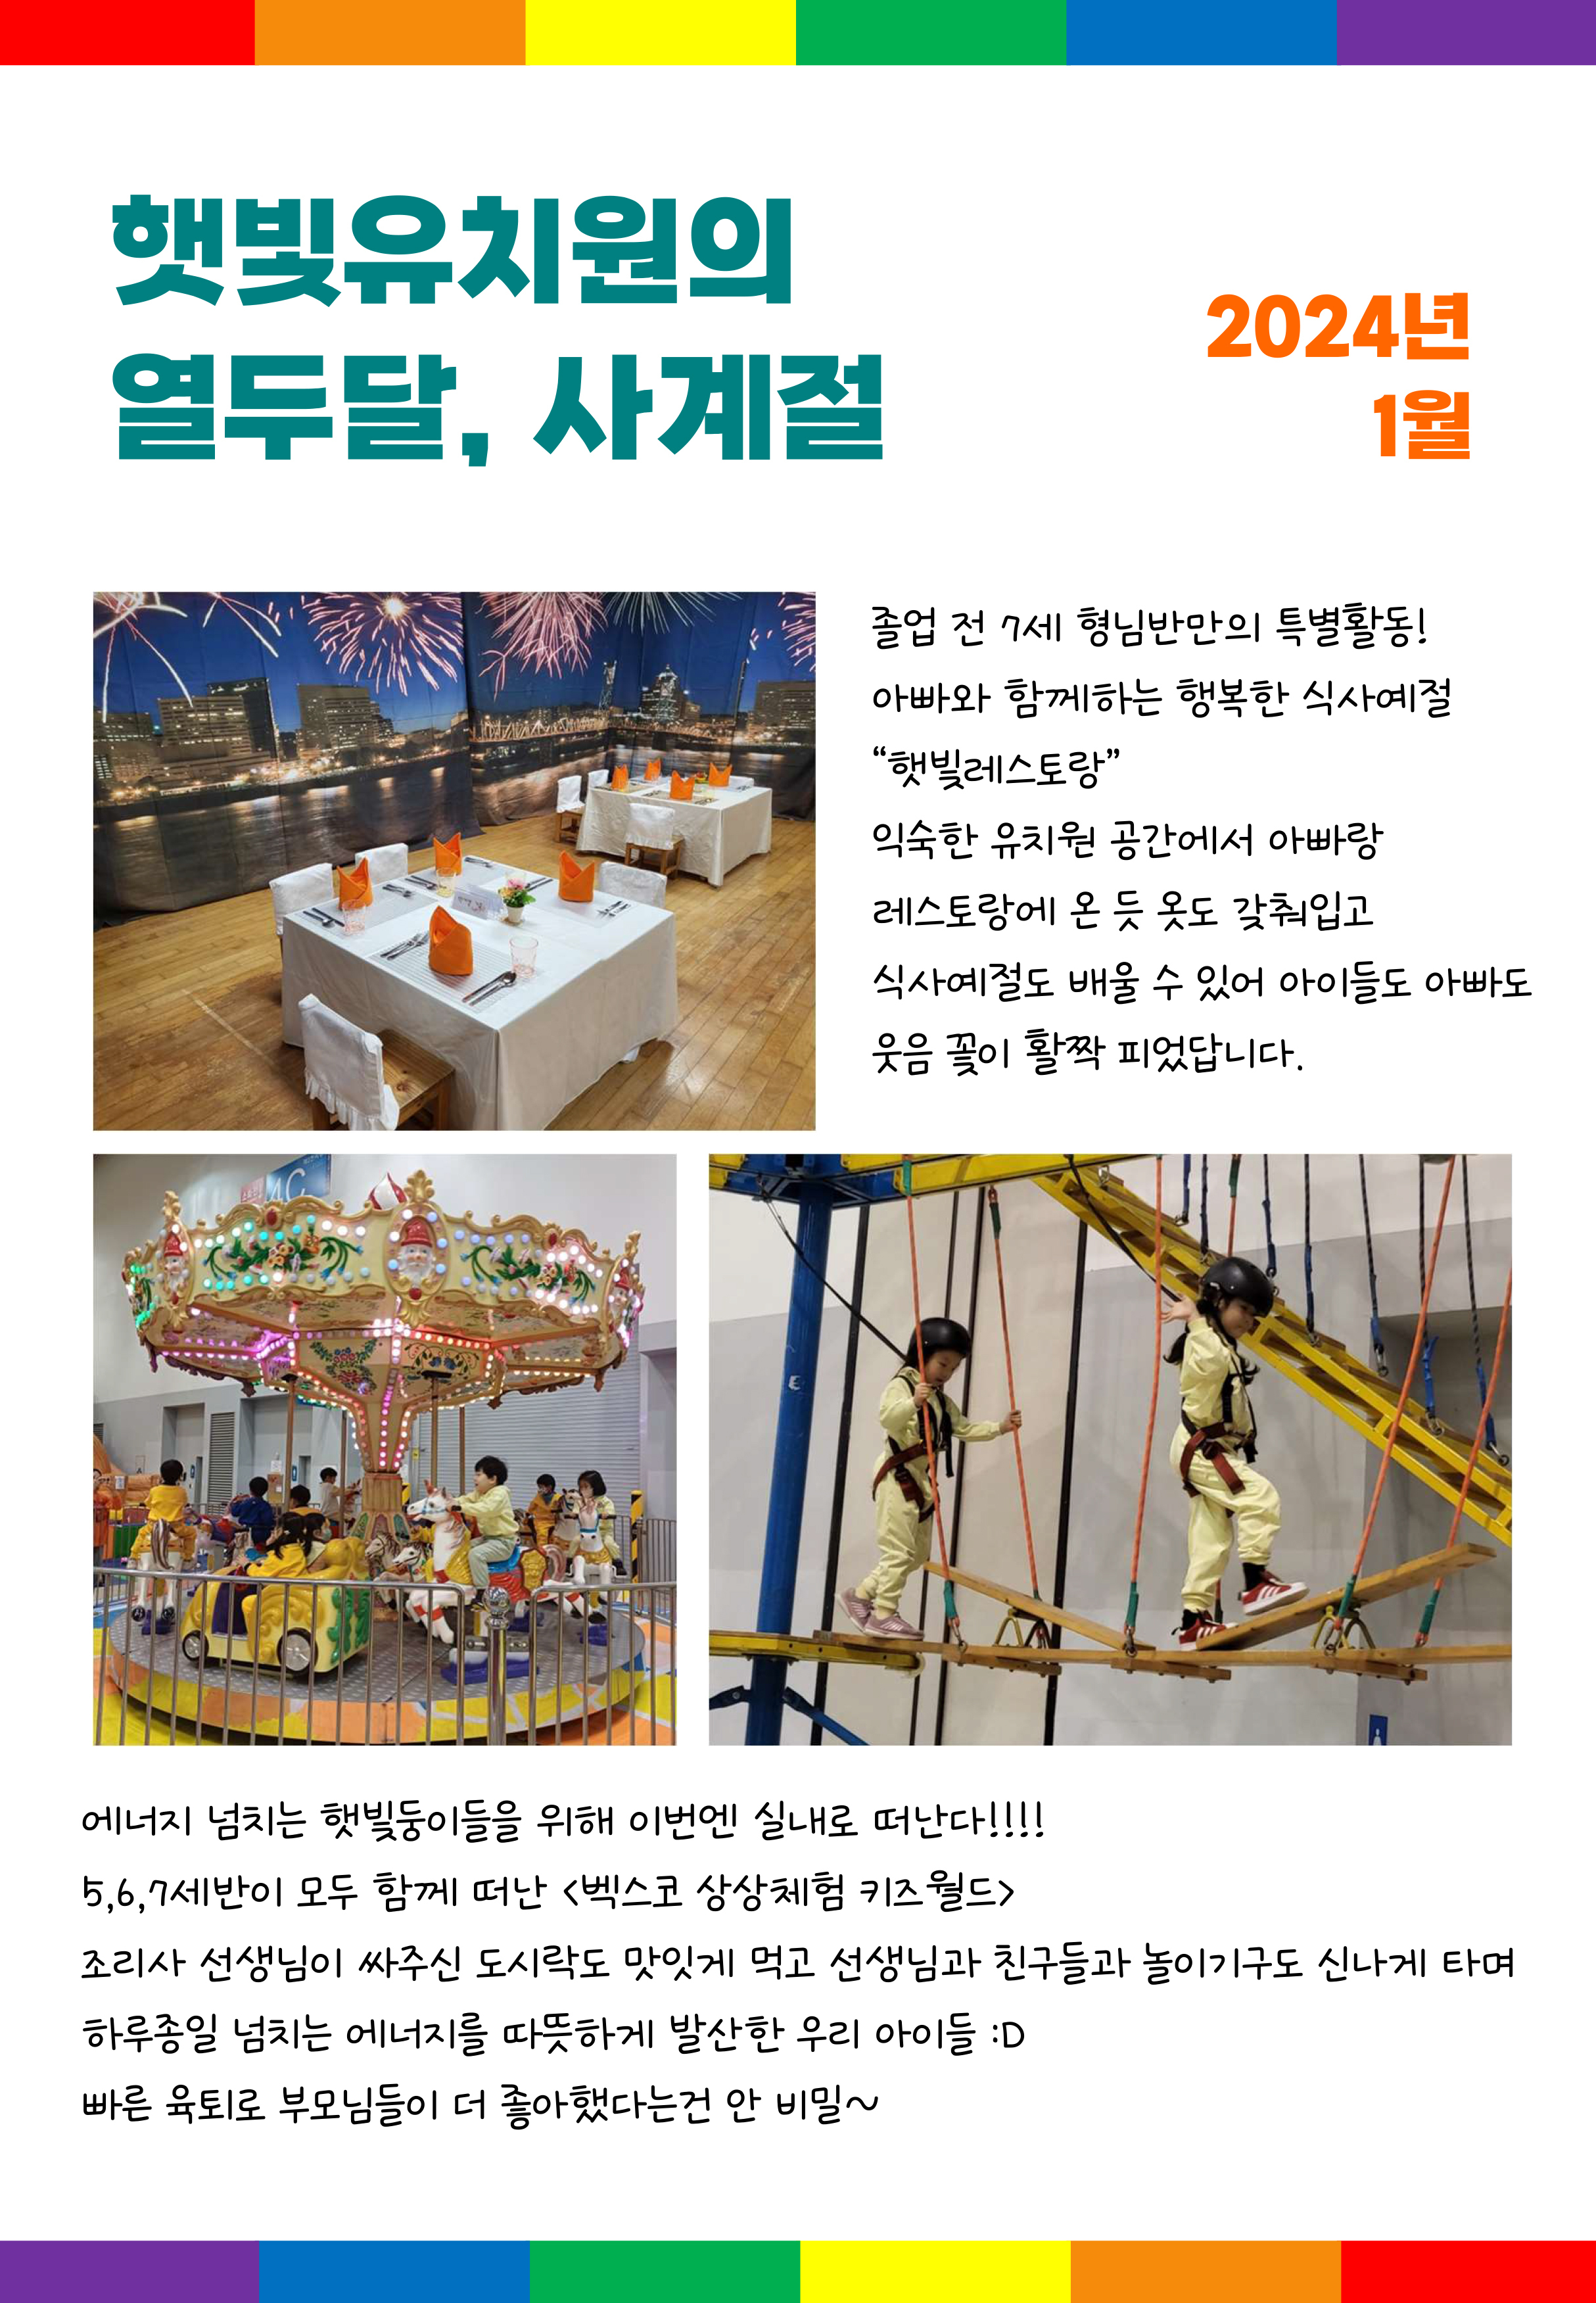 햇빛유치원의
열두달, 사계절
2024년
1월
졸업 전 7세 형님반만의 특별활동!
아빠와 함께하는 행복한 식사예절
“햇빛레스토랑”
익숙한 유치원 공간에서 아빠랑
레스토랑에 온 듯 옷도 갖춰입고
식사예절도 배울 수 있어 아이들도 아빠도
웃음 꽃이 활짝 피었답니다.
4C
E
에너지 넘치는 햇빛둥이들을 위해 이번엔 실내로 떠난다!!!!
5,6,7세반이 모두 함께 떠난 <벡스코 상상체험 키즈월드>
조리사 선생님이 싸주신 도시락도 맛잇게 먹고 선생님과 친구들과 놀이기구도 신나게 타며
하루종일 넘치는 에너지를 따뜻하게 발산한 우리 아이들 :D
빠른 육퇴로 부모님들이 더 좋아했다는건 안 비밀~